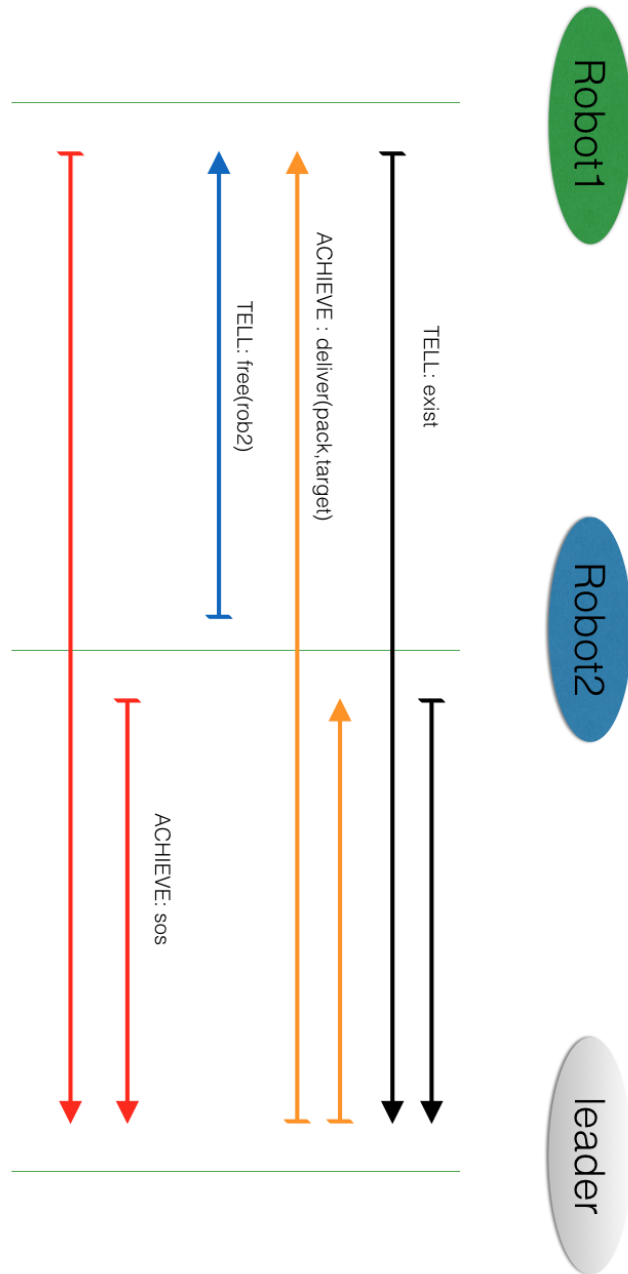 Robot1
Robot2
leader
TELL: exist
ACHIEVE : deliver(pack,target)
TELL: free(rob2)
ACHIEVE: sos